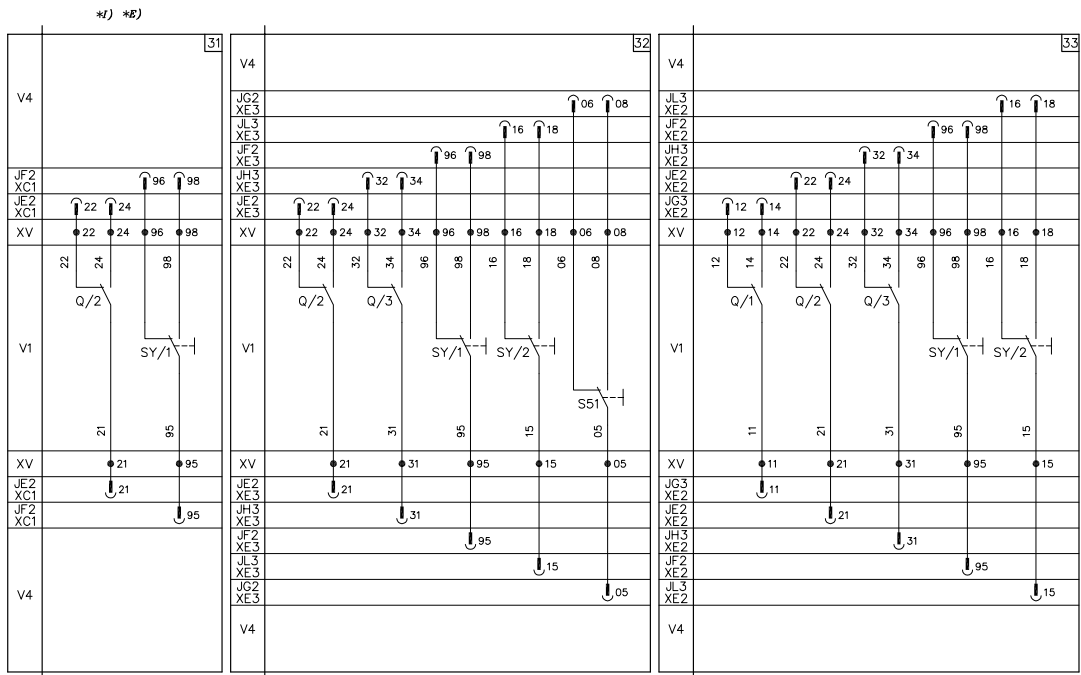 *I) *E)
31
V4
JF2 XC1 96 98
JE2 XC1 22 24
XV 22 24 96 98
22 24 98
Q/2
V1 SY/1
21 95
XV 21 95
JE2 XC1 21
JF2 XC1 95
V4
32
V4
JG2 XE3 06 08
JL3 XE3 16 18
JF2 XE3 96 98
JH3 XE3 32 34
JE2 XE3 22 24
XV 22 24 32 34 96 98 16 18 06 08
22 24 32 34 96 98 16 18 06 08
Q/2 Q/3
V1 SY/1 SY/2
S51
21 31 95 15 05
XV 21 31 95 15 05
JE2 XE3 21
JH3 XE3 31
JF2 XE3 95
JL3 XE3 15
JG2 XE3 05
V4
33
V4
JL3 XE2 16 18
JF2 XE2 96 98
JH3 XE2 32 34
JE2 XE2 22 24
JG3 XE2 12 14
XV 12 14 22 24 32 34 96 98 16 18
12 14 22 24 32 34 96 98 16 18
Q/1 Q/2 Q/3
V1 SY/1 SY/2
11 21 31 95 15
XV 11 21 31 95 15
JG3 XE2 11
JE2 XE2 21
JH3 XE2 31
JF2 XE2 95
JL3 XE2 15
V4